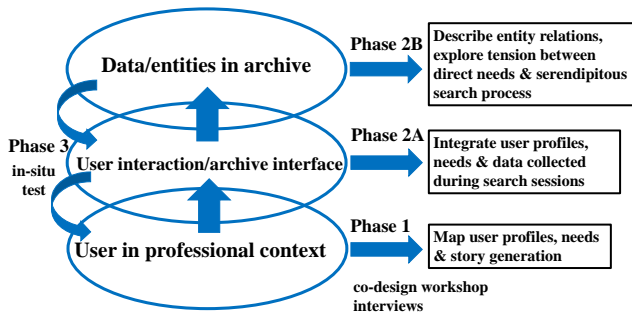 Data/entities in archive
Phase 2B
Describe entity relations,
explore tension between
direct needs & serendipitous
search process
Phase 3
in-situ
test
User interaction/archive interface
Phase 2A
Integrate user profiles,
needs & data collected
during search sessions
User in professional context
Phase 1
Map user profiles, needs
& story generation
co-design workshop
interviews